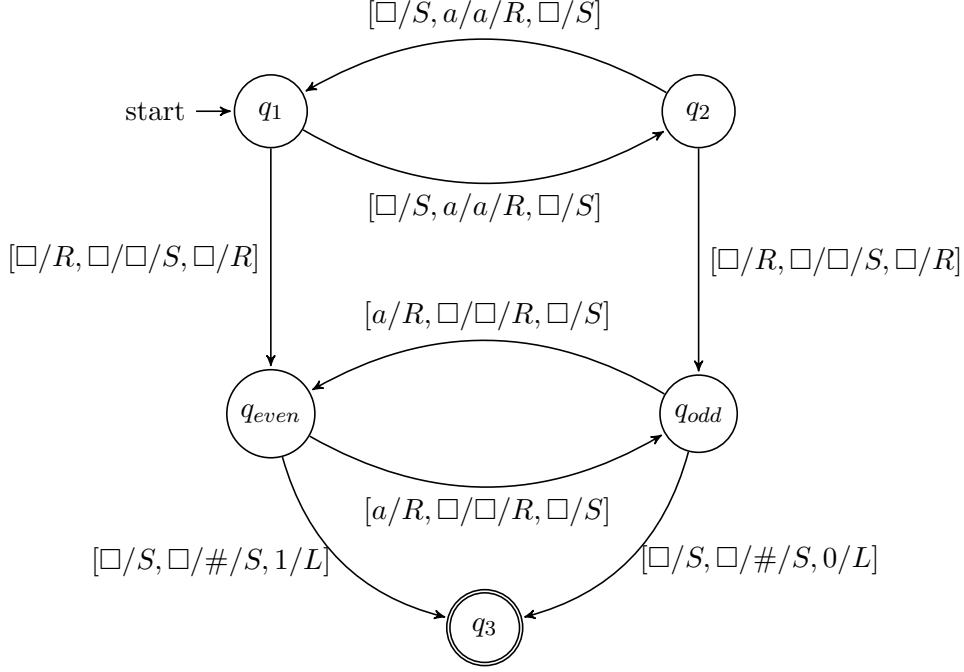 [□/S, a/a/R, □/S]
start
q1
q2
[□/S, a/a/R, □/S]
[□/R, □/□/S, □/R]
[□/R, □/□/S, □/R]
[a/R, □/□/R, □/S]
qeven
qodd
[a/R, □/□/R, □/S]
[□/S, □/#/S, 1/L]
[□/S, □/#/S, 0/L]
q3